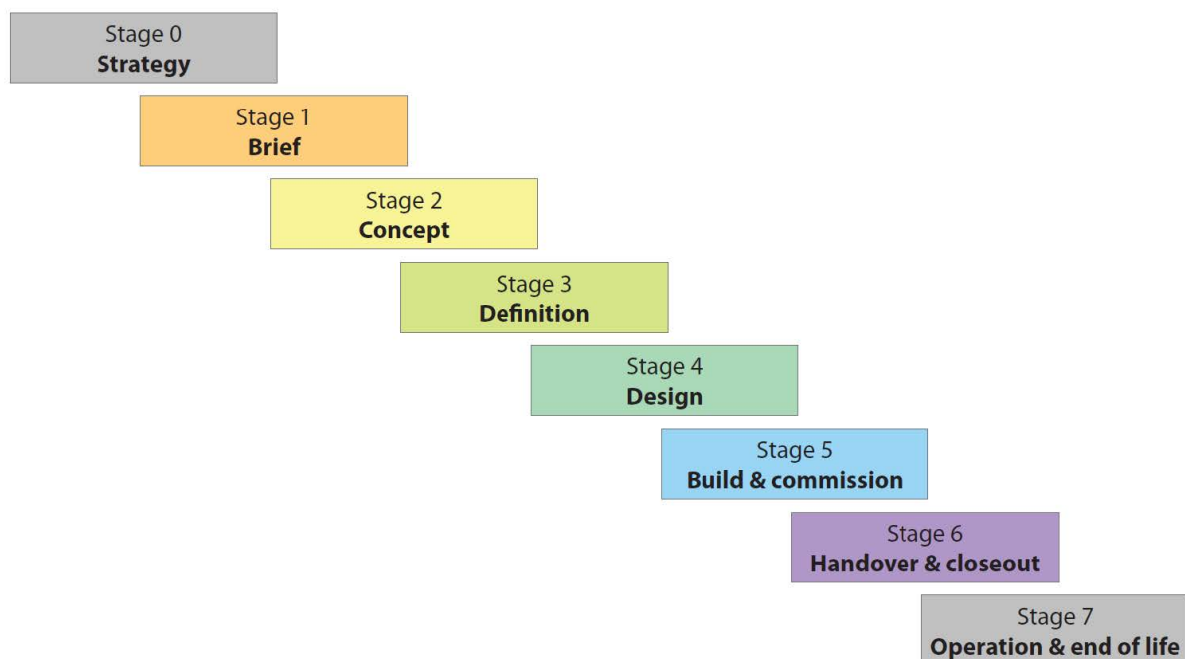 Stage 0
Strategy
Stage 1
Brief
Stage 2
Concept
Stage 3
Definition
Stage 4
Design
Stage 5
Build & commission
Stage 6
Handover & closeout
Stage 7
Operation & end of life